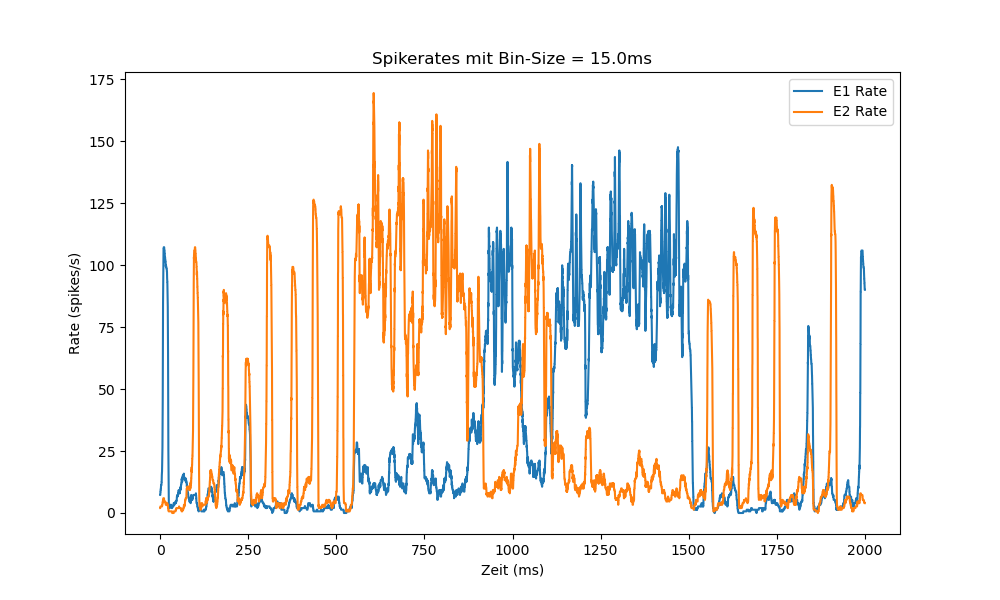 Spikerates mit Bin-Size = 15.0ms
E1 Rate
E2 Rate
Rate (spikes/s)
175
150
125
100
75
50
25
0
0 250 500 750 1000 1250 1500 1750 2000
Zeit (ms)